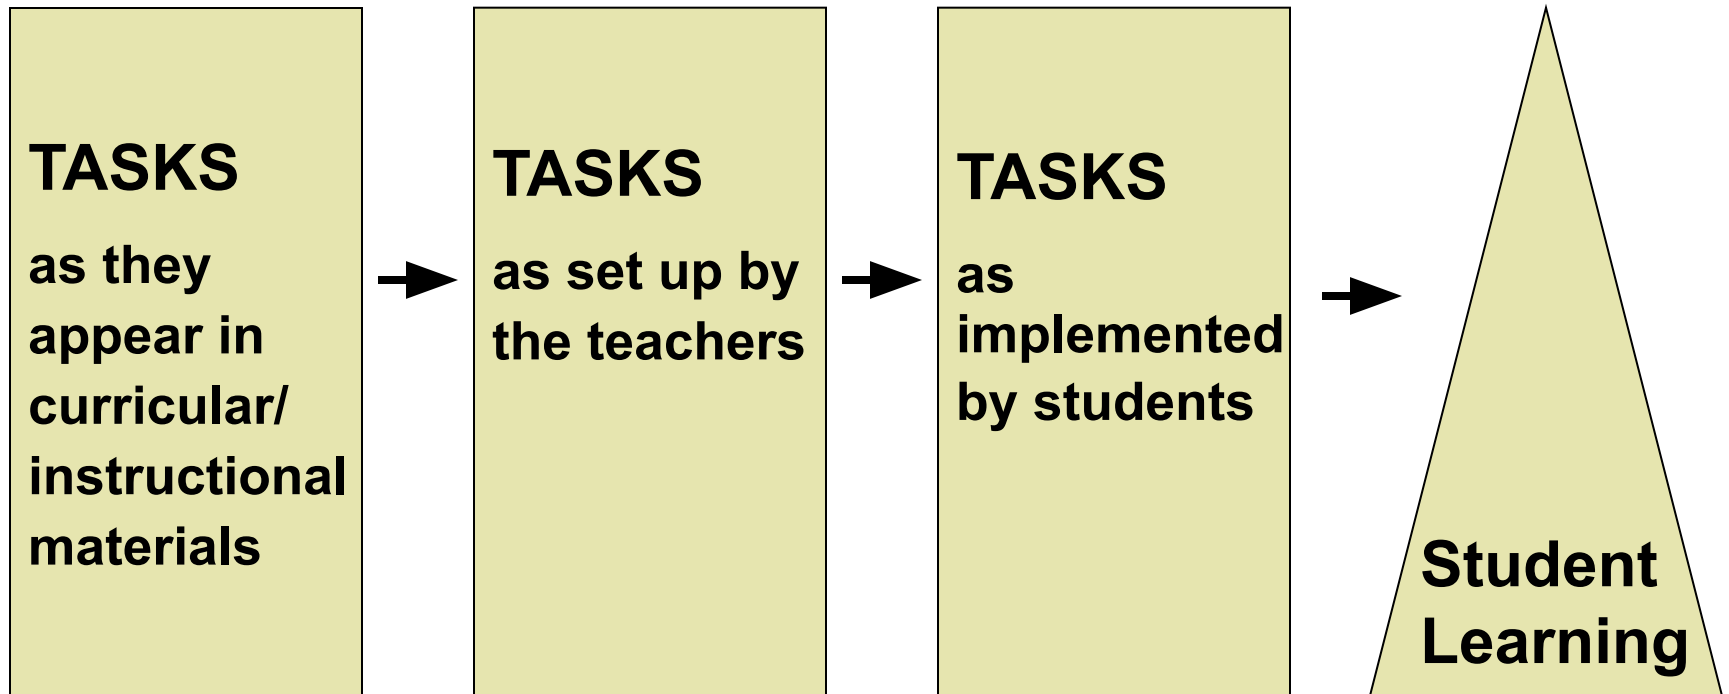 TASKS
as they
appear in
curricular/
instructional
materials
TASKS
as set up by
the teachers
TASKS
as
implemented
by students
Student
Learning